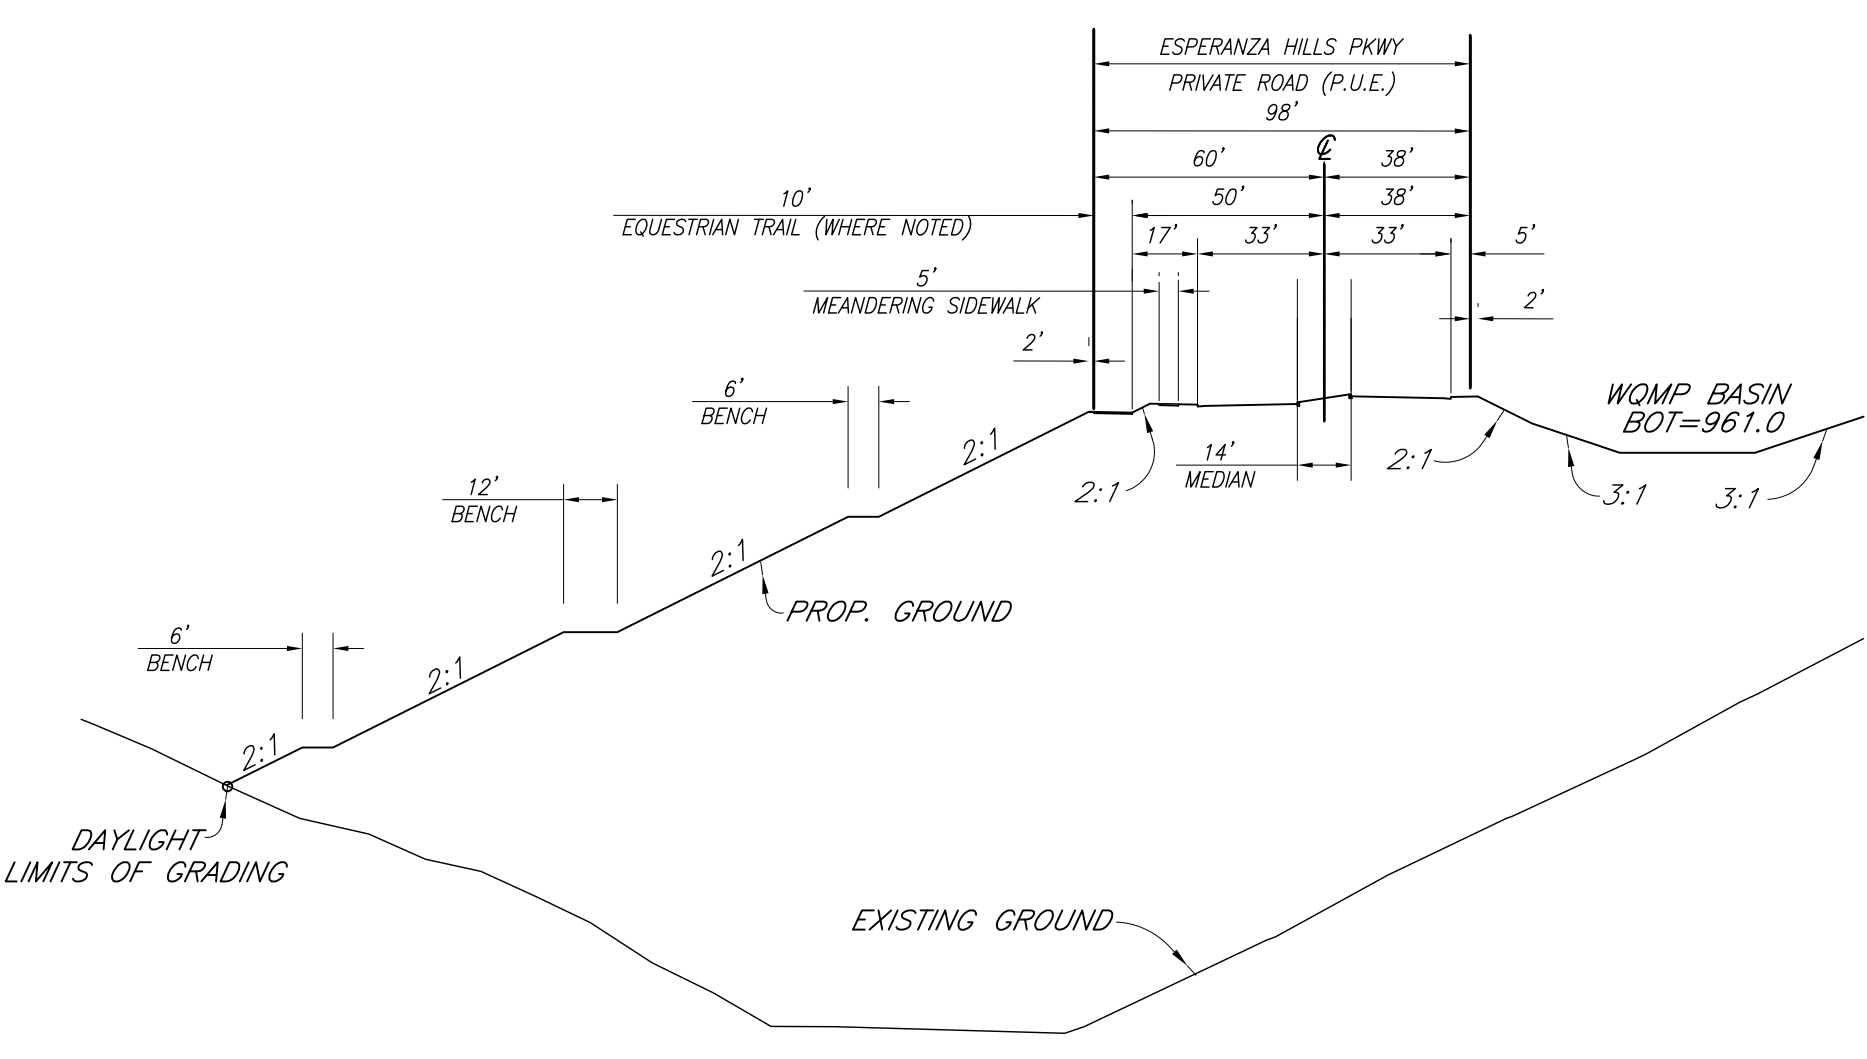 ESPERANZA HILLS PKWY
PRIVATE ROAD (P.U.E.)
98'
℄
60'
38'
10'
EQUESTRIAN TRAIL (WHERE NOTED)
50'
38'
17'
33'
33'
5'
5'
MEANDERING SIDEWALK
2'
2'
6'
BENCH
WQMP BASIN
BOT=961.0
2:1
14'
MEDIAN
2:1
2:1
3:1
3:1
12'
BENCH
2:1
PROP. GROUND
6'
BENCH
2:1
2:1
DAYLIGHT
LIMITS OF GRADING
EXISTING GROUND